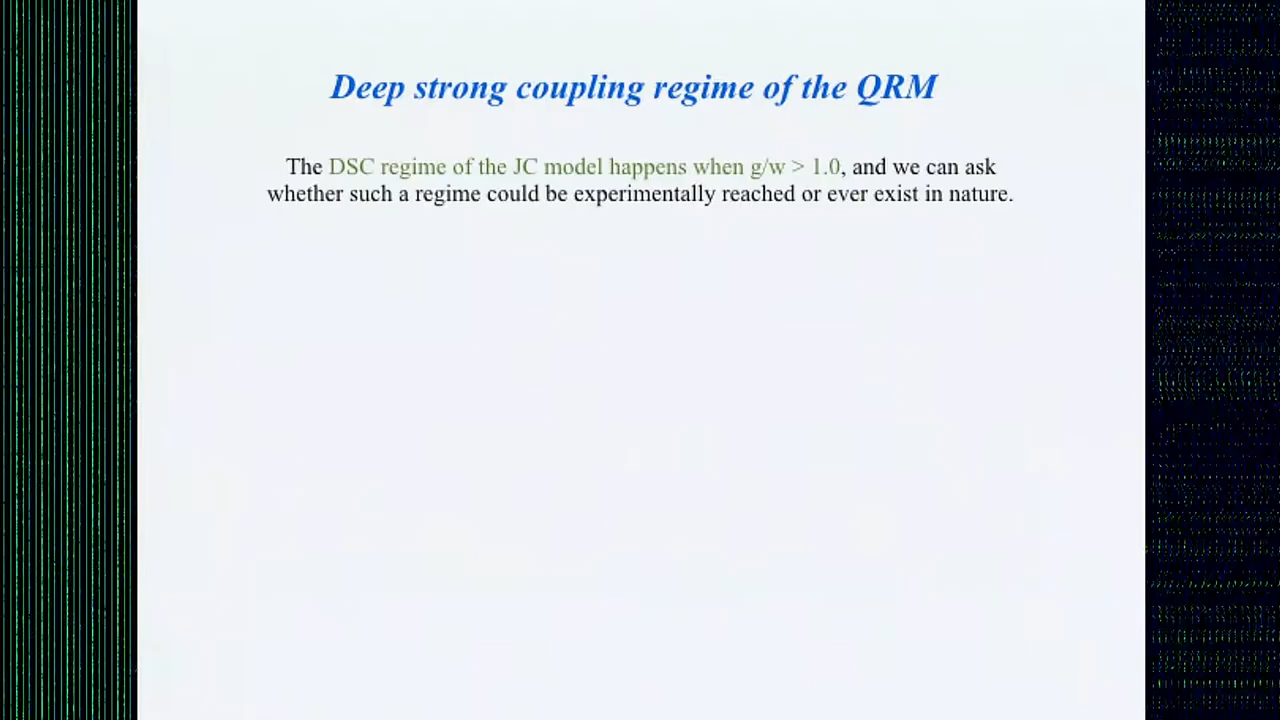 Deep strong coupling regime of the QRM
The DSC regime of the JC model happens when g/w > 1.0, and we can ask
whether such a regime could be experimentally reached or ever exist in nature.